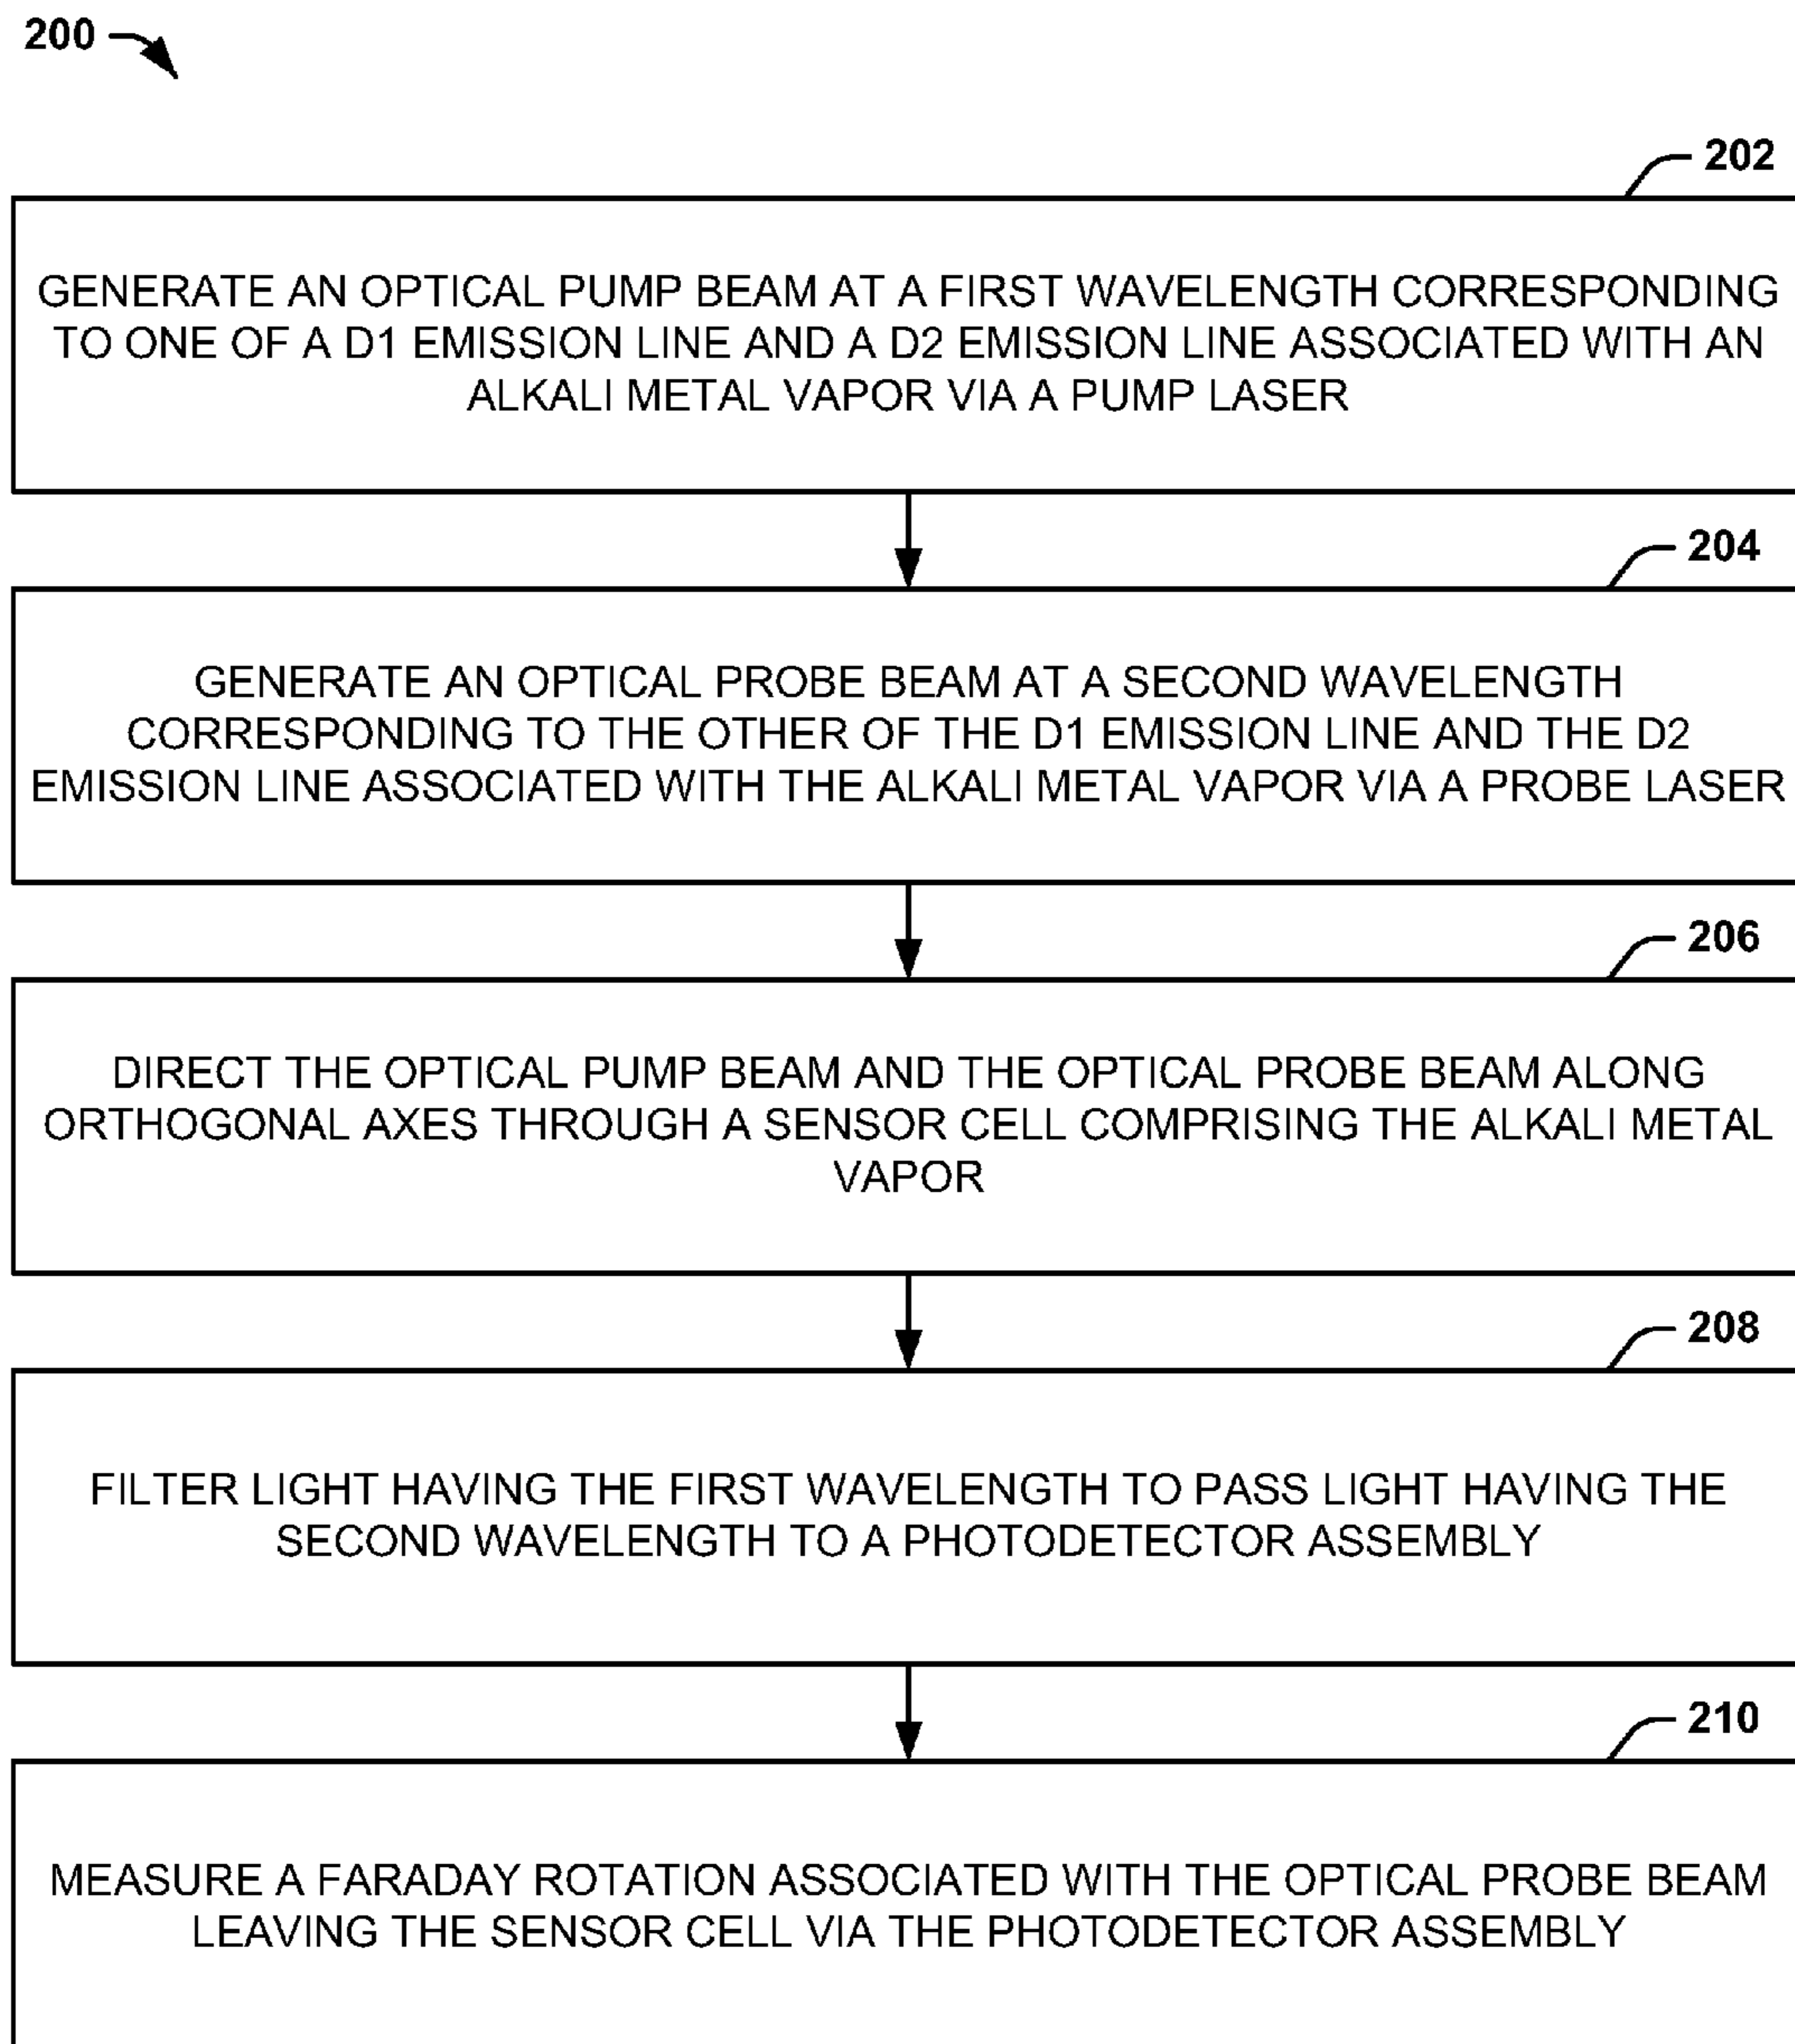 200
202
GENERATE AN OPTICAL PUMP BEAM AT A FIRST WAVELENGTH CORRESPONDING
TO ONE OF A D1 EMISSION LINE AND A D2 EMISSION LINE ASSOCIATED WITH AN
ALKALI METAL VAPOR VIA A PUMP LASER
204
GENERATE AN OPTICAL PROBE BEAM AT A SECOND WAVELENGTH
CORRESPONDING TO THE OTHER OF THE D1 EMISSION LINE AND THE D2
EMISSION LINE ASSOCIATED WITH THE ALKALI METAL VAPOR VIA A PROBE LASER
206
DIRECT THE OPTICAL PUMP BEAM AND THE OPTICAL PROBE BEAM ALONG
ORTHOGONAL AXES THROUGH A SENSOR CELL COMPRISING THE ALKALI METAL
VAPOR
208
FILTER LIGHT HAVING THE FIRST WAVELENGTH TO PASS LIGHT HAVING THE
SECOND WAVELENGTH TO A PHOTODETECTOR ASSEMBLY
210
MEASURE A FARADAY ROTATION ASSOCIATED WITH THE OPTICAL PROBE BEAM
LEAVING THE SENSOR CELL VIA THE PHOTODETECTOR ASSEMBLY